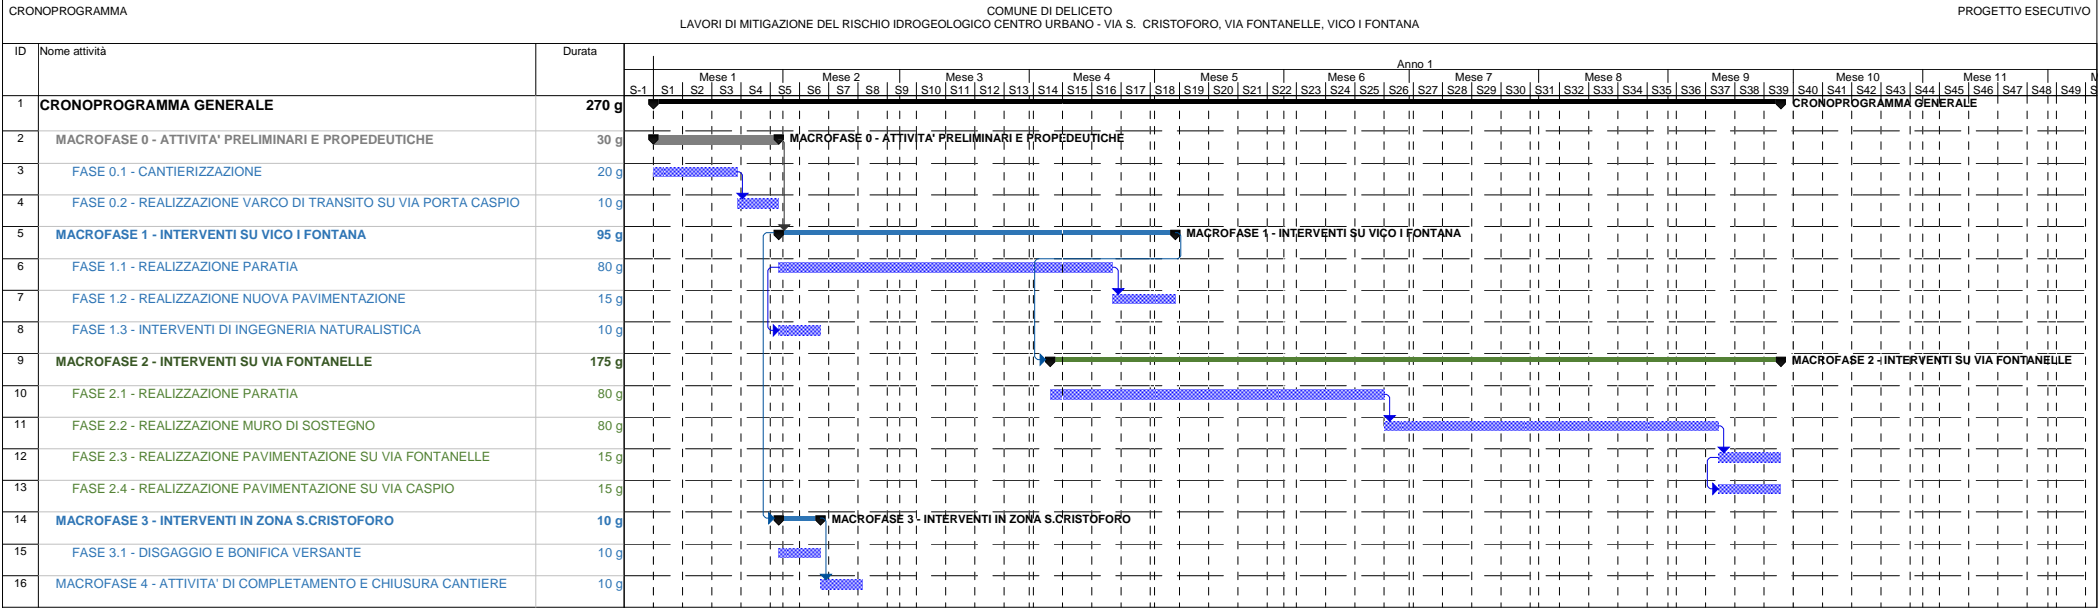 CRONOPROGRAMMA
COMUNE DI DELICETO
PROGETTO ESECUTIVO
LAVORI DI MITIGAZIONE DEL RISCHIO IDROGEOLOGICO CENTRO URBANO - VIA S. CRISTOFORO, VIA FONTANELLE, VICO I FONTANA
ID Nome attività Durata
Anno 1
Mese 1 Mese 2 Mese 3 Mese 4 Mese 5 Mese 6 Mese 7 Mese 8 Mese 9 Mese 10 Mese 11 M
S-1 S1 S2 S3 S4 S5 S6 S7 S8 S9 S10 S11 S12 S13 S14 S15 S16 S17 S18 S19 S20 S21 S22 S23 S24 S25 S26 S27 S28 S29 S30 S31 S32 S33 S34 S35 S36 S37 S38 S39 S40 S41 S42 S43 S44 S45 S46 S47 S48 S49 S
1 CRONOPROGRAMMA GENERALE 270 g CRONOPROGRAMMA GENERALE
2 MACROFASE 0 - ATTIVITA' PRELIMINARI E PROPEDEUTICHE 30 g MACROFASE 0 - ATTIVITA' PRELIMINARI E PROPEDEUTICHE
3 FASE 0.1 - CANTIERIZZAZIONE 20 g
4 FASE 0.2 - REALIZZAZIONE VARCO DI TRANSITO SU VIA PORTA CASPIO 10 g
5 MACROFASE 1 - INTERVENTI SU VICO I FONTANA 95 g MACROFASE 1 - INTERVENTI SU VICO I FONTANA
6 FASE 1.1 - REALIZZAZIONE PARATIA 80 g
7 FASE 1.2 - REALIZZAZIONE NUOVA PAVIMENTAZIONE 15 g
8 FASE 1.3 - INTERVENTI DI INGEGNERIA NATURALISTICA 10 g
9 MACROFASE 2 - INTERVENTI SU VIA FONTANELLE 175 g MACROFASE 2 - INTERVENTI SU VIA FONTANELLE
10 FASE 2.1 - REALIZZAZIONE PARATIA 80 g
11 FASE 2.2 - REALIZZAZIONE MURO DI SOSTEGNO 80 g
12 FASE 2.3 - REALIZZAZIONE PAVIMENTAZIONE SU VIA FONTANELLE 15 g
13 FASE 2.4 - REALIZZAZIONE PAVIMENTAZIONE SU VIA CASPIO 15 g
14 MACROFASE 3 - INTERVENTI IN ZONA S.CRISTOFORO 10 g MACROFASE 3 - INTERVENTI IN ZONA S.CRISTOFORO
15 FASE 3.1 - DISGAGGIO E BONIFICA VERSANTE 10 g
16 MACROFASE 4 - ATTIVITA' DI COMPLETAMENTO E CHIUSURA CANTIERE 10 g